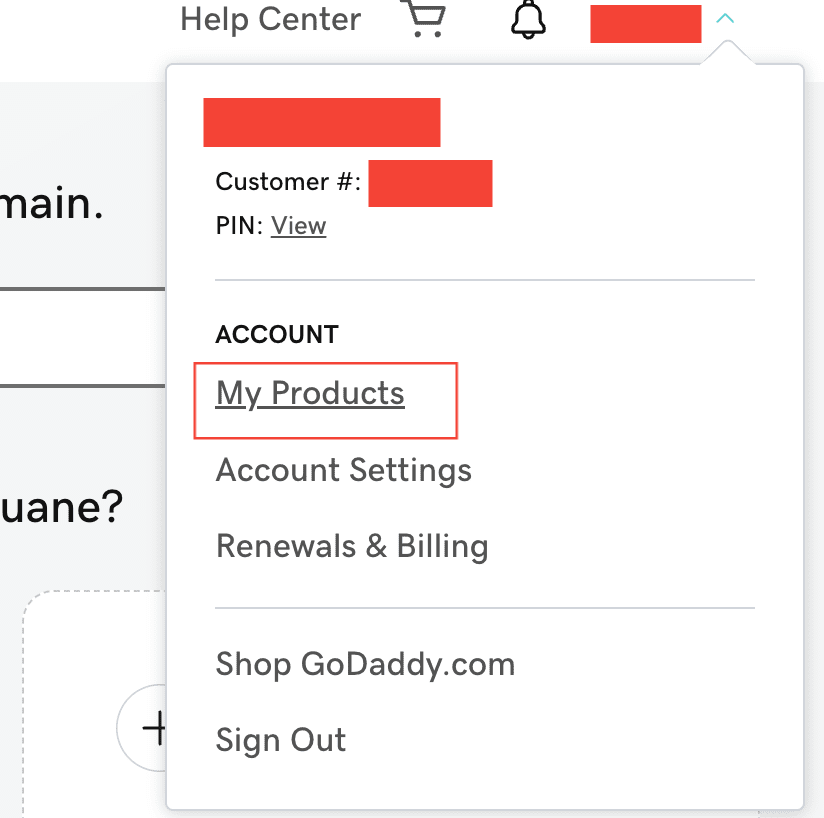 Help Center
Customer #:
PIN: View
main.
ACCOUNT
My Products
Account Settings
uane?
Renewals & Billing
Shop GoDaddy.com
Sign Out